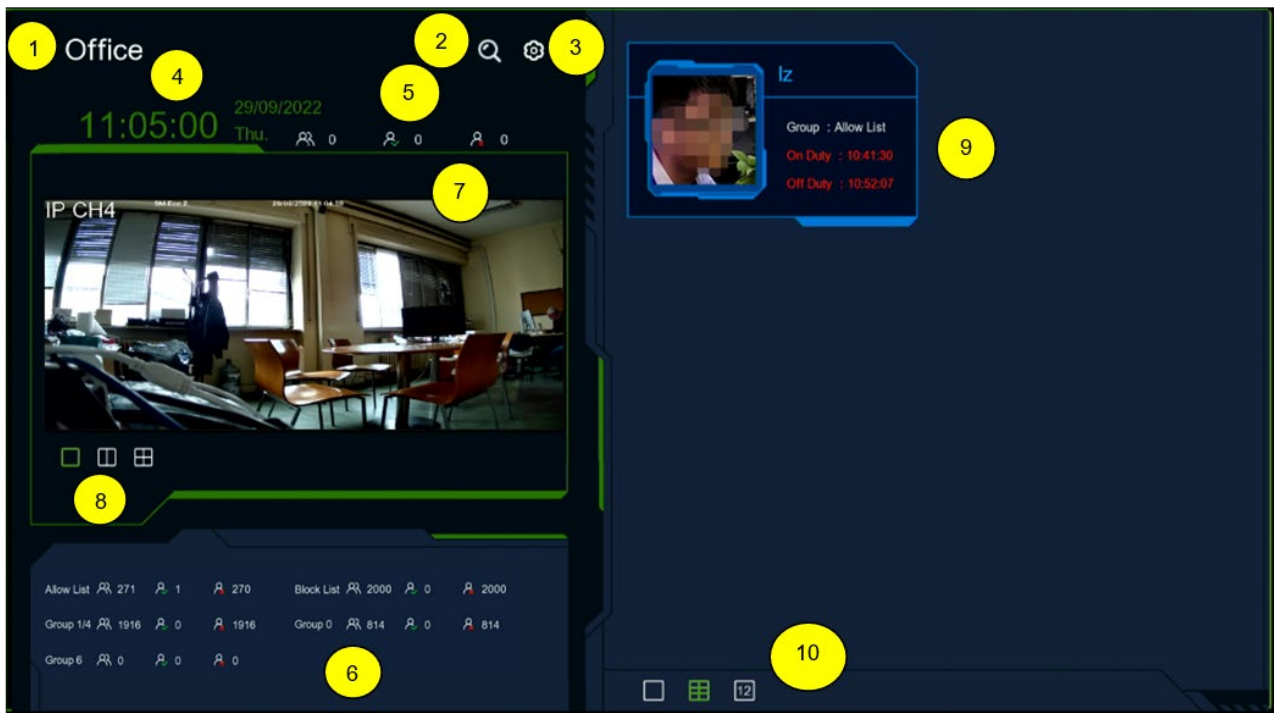 1 Office 2 3
4 5
11:05:00 29/09/2022
Thu. 0 0 0
7
IP CH4
8
Allow List 271 1 270 Block List 2000 0 2000
Group 1/4 1916 0 1916 Group 0 814 0 814
Group 6 0 0 0
6
Iz
Group : Allow List
On Duty : 10:41:30
Off Duty : 10:52:07
9
10
12